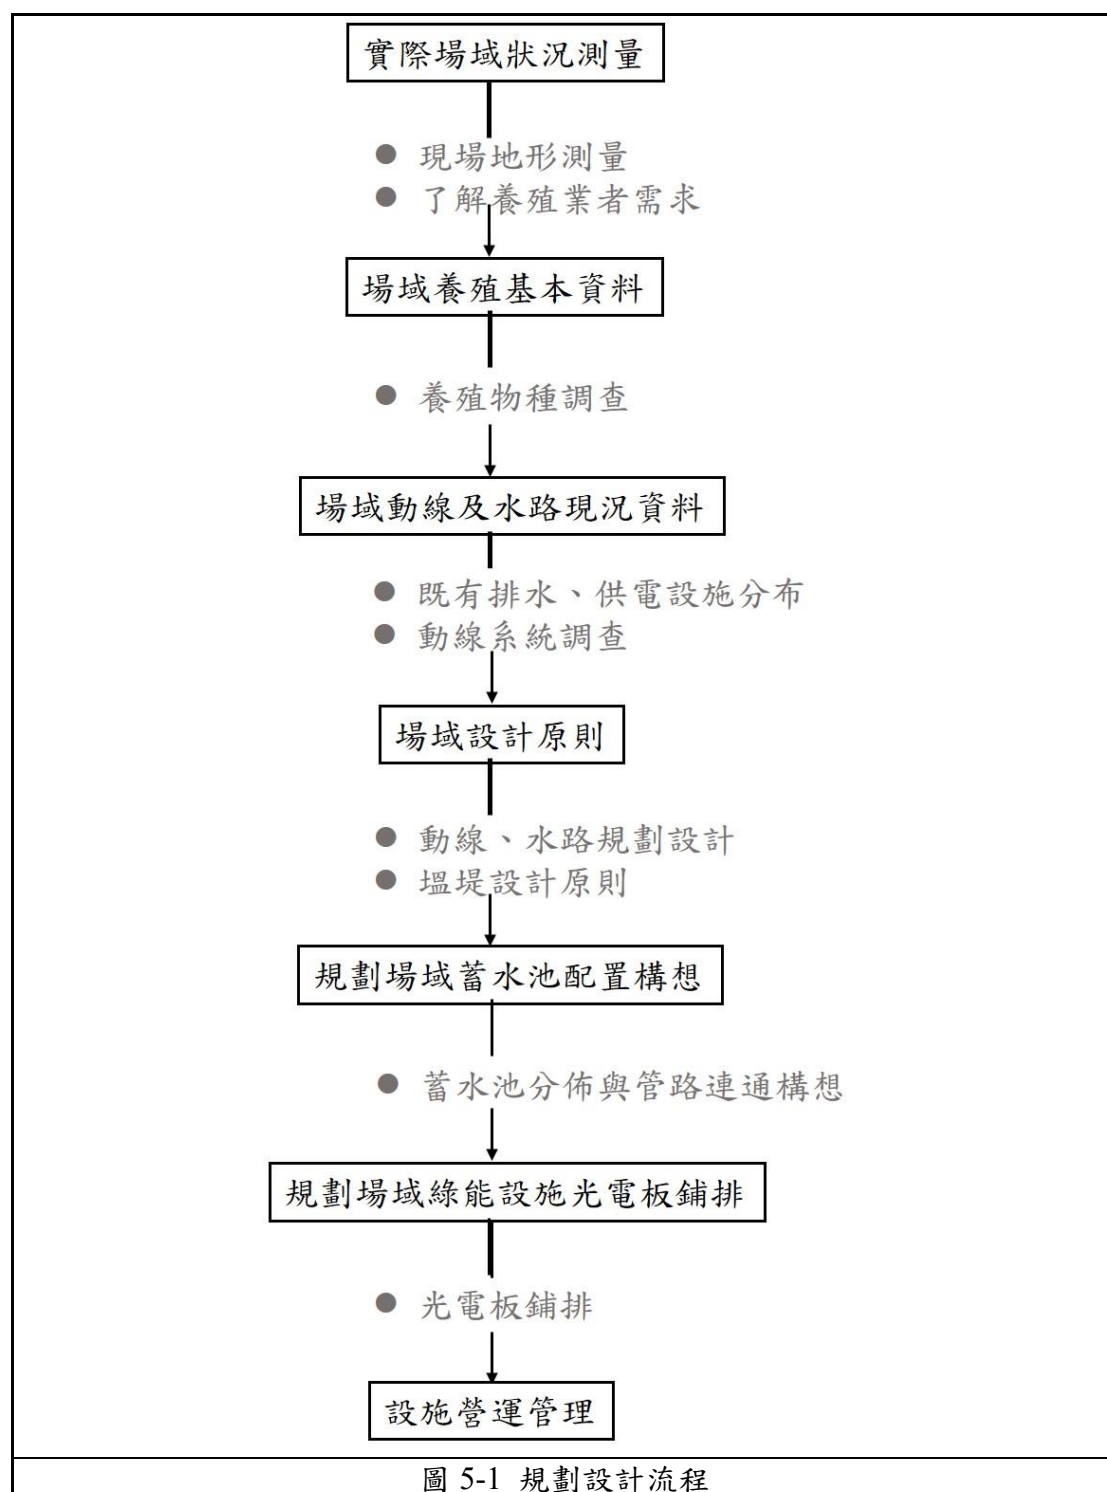 實際場域狀況測量
● 現場地形測量
● 了解養殖業者需求
場域養殖基本資料
● 養殖物種調查
場域動線及水路現況資料
● 既有排水、供電設施分布
● 動線系統調查
場域設計原則
● 動線、水路規劃設計
● 塭堤設計原則
規劃場域蓄水池配置構想
● 蓄水池分佈與管路連通構想
規劃場域綠能設施光電板鋪排
● 光電板鋪排
設施營運管理
圖 5-1 規劃設計流程